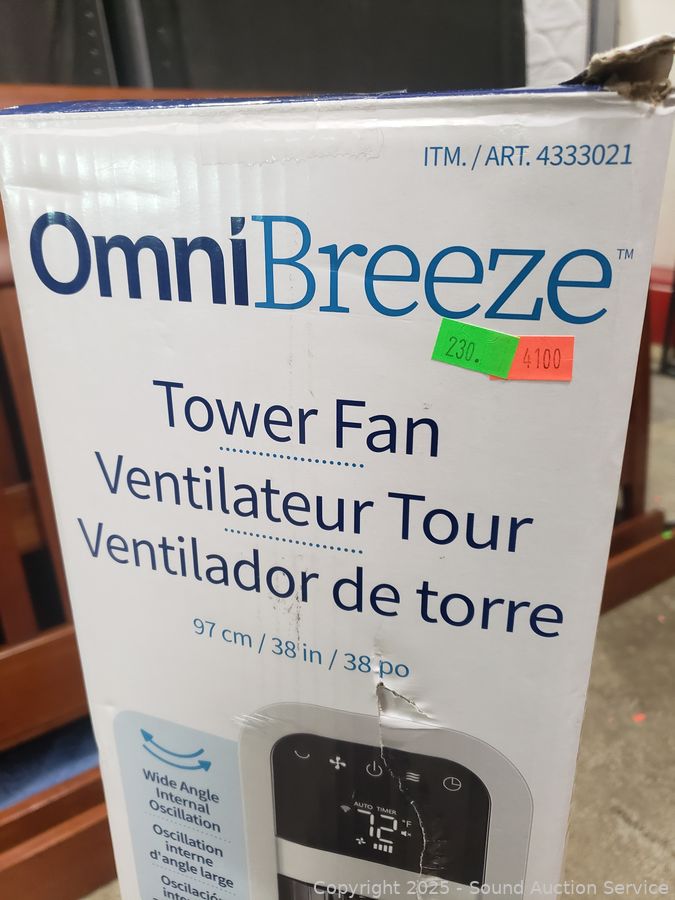 ITM. / ART. 4333021
OmniBreeze™
230.
4100
Tower Fan
Ventilateur Tour
Ventilador de torre
97 cm / 38 in / 38 po
Wide Angle
Internal
Oscillation
Oscillation
interne
d'angle large
Oscilación
AUTO TIMER
72 °F
Copyright 2025 - Sound Auction Service